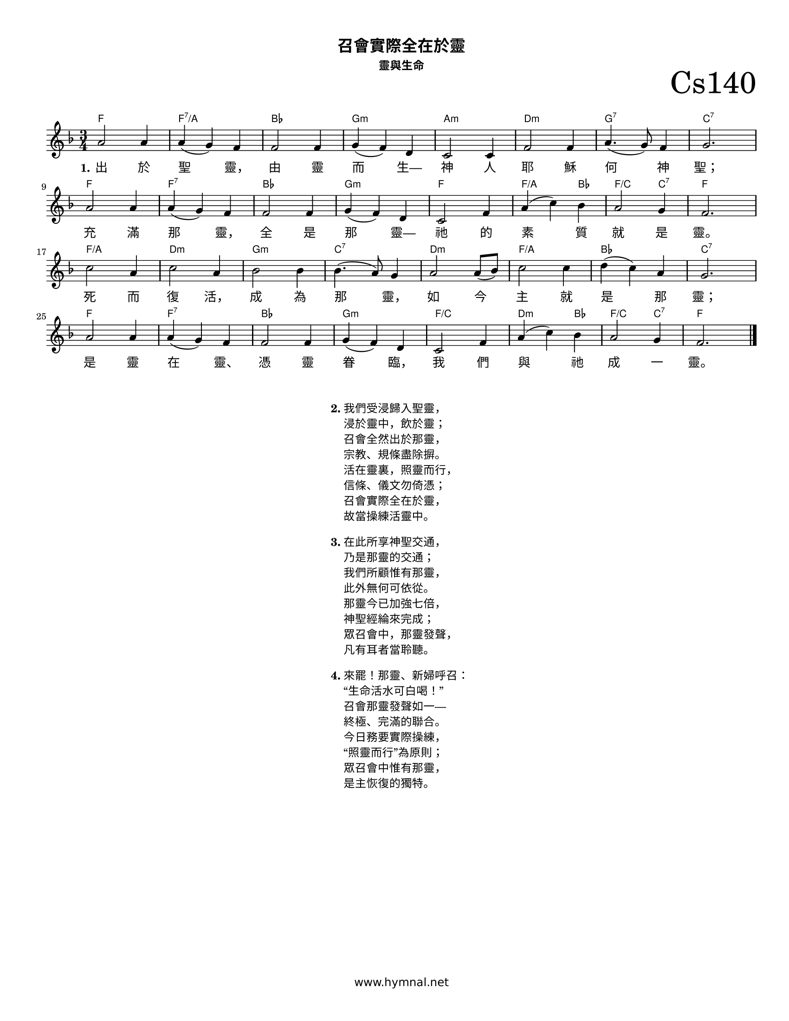 召會實際全在於靈
靈與生命
Cs140
F F7/A B♭ Gm Am Dm G7 C7
3 4
1. 出 於 聖 靈, 由 靈 而 生— 神 人 耶 穌 何 神 聖;
9 F F7 B♭ Gm F F/A B♭ F/C C7 F
充 滿 那 靈, 全 是 那 靈— 祂 的 素 質 就 是 靈。
17 F/A Dm Gm C7 Dm F/A B♭ C7
死 而 復 活, 成 為 那 靈, 如 今 主 就 是 那 靈;
25 F F7 B♭ Gm F/C Dm B♭ F/C C7 F
是 靈 在 靈、 憑 靈 眷 臨, 我 們 與 祂 成 一 靈。
2. 我們受浸歸入聖靈,
浸於靈中, 飲於靈;
召會全然出於那靈,
宗教、規條盡除摒。
活在靈裏, 照靈而行,
信條、儀文勿倚憑;
召會實際全在於靈,
故當操練活靈中。
3. 在此所享神聖交通,
乃是那靈的交通;
我們所顧惟有那靈,
此外無何可依從。
那靈今已加強七倍,
神聖經綸來完成;
眾召會中, 那靈發聲,
凡有耳者當聆聽。
4. 來罷!那靈、新婦呼召:
“生命活水可白喝!”
召會那靈發聲如一—
終極、完滿的聯合。
今日務要實際操練,
“照靈而行”為原則;
眾召會中惟有那靈,
是主恢復的獨特。
www.hymnal.net